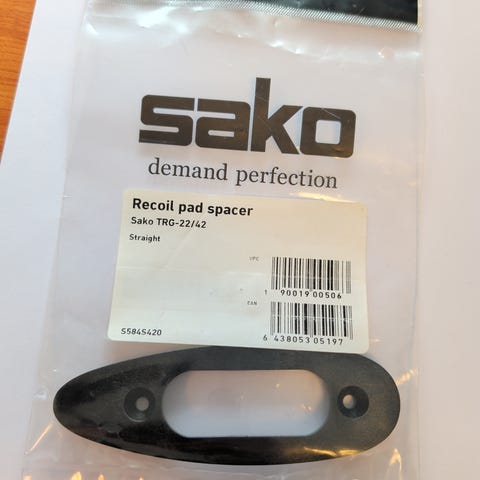 sako
demand perfection
Recoil pad spacer
Sako TRG-22/42
Straight
UPC
1 90019 00506
EAN
S584S420
6 438053 05197